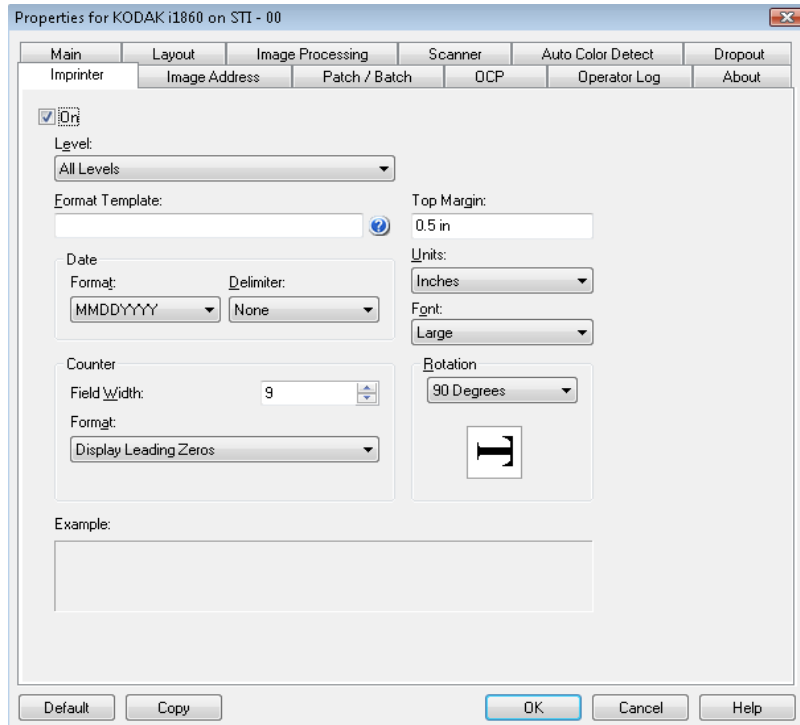 Properties for KODAK i1860 on STI - 00
Main Layout Image Processing Scanner Auto Color Detect Dropout
Imprinter Image Address Patch / Batch OCP Operator Log About
On
Level:
All Levels
Format Template: Top Margin:
0.5 in
Date Units:
Format: Delimiter: Inches
MMDDYYYY None Font:
Large
Counter Rotation
Field Width: 9 90 Degrees
Format:
Display Leading Zeros
T
Example:
Default Copy OK Cancel Help